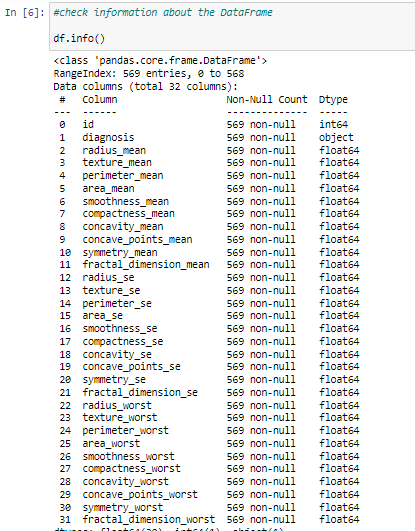 In [6]: #check information about the DataFrame
df.info()
<class 'pandas.core.frame.DataFrame'>
RangeIndex: 569 entries, 0 to 568
Data columns (total 32 columns):
# Column Non-Null Count Dtype
--- ------ -------------- -----
0 id 569 non-null int64
1 diagnosis 569 non-null object
2 radius_mean 569 non-null float64
3 texture_mean 569 non-null float64
4 perimeter_mean 569 non-null float64
5 area_mean 569 non-null float64
6 smoothness_mean 569 non-null float64
7 compactness_mean 569 non-null float64
8 concavity_mean 569 non-null float64
9 concave_points_mean 569 non-null float64
10 symmetry_mean 569 non-null float64
11 fractal_dimension_mean 569 non-null float64
12 radius_se 569 non-null float64
13 texture_se 569 non-null float64
14 perimeter_se 569 non-null float64
15 area_se 569 non-null float64
16 smoothness_se 569 non-null float64
17 compactness_se 569 non-null float64
18 concavity_se 569 non-null float64
19 concave_points_se 569 non-null float64
20 symmetry_se 569 non-null float64
21 fractal_dimension_se 569 non-null float64
22 radius_worst 569 non-null float64
23 texture_worst 569 non-null float64
24 perimeter_worst 569 non-null float64
25 area_worst 569 non-null float64
26 smoothness_worst 569 non-null float64
27 compactness_worst 569 non-null float64
28 concavity_worst 569 non-null float64
29 concave_points_worst 569 non-null float64
30 symmetry_worst 569 non-null float64
31 fractal_dimension_worst 569 non-null float64